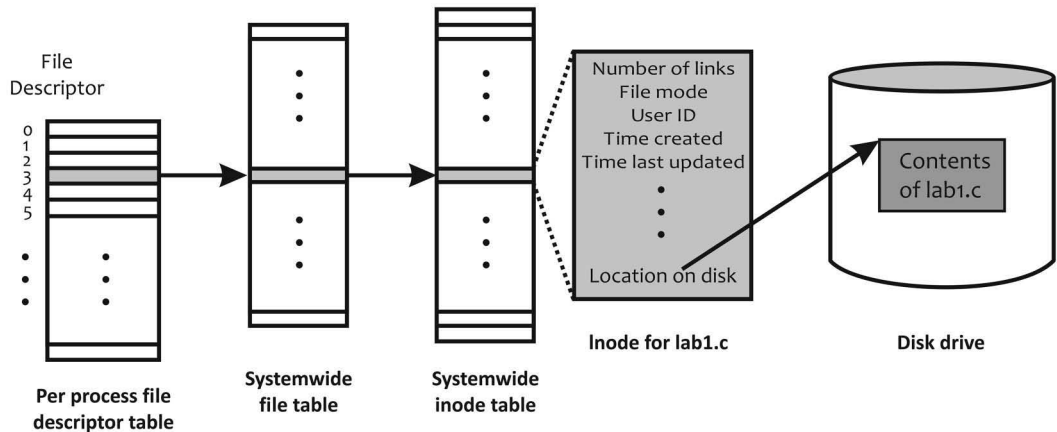 File
Descriptor
0
1
2
3
4
5
Per process file
descriptor table
Systemwide
file table
Systemwide
inode table
Number of links
File mode
User ID
Time created
Time last updated
Location on disk
Inode for lab1.c
Contents
of lab1.c
Disk drive